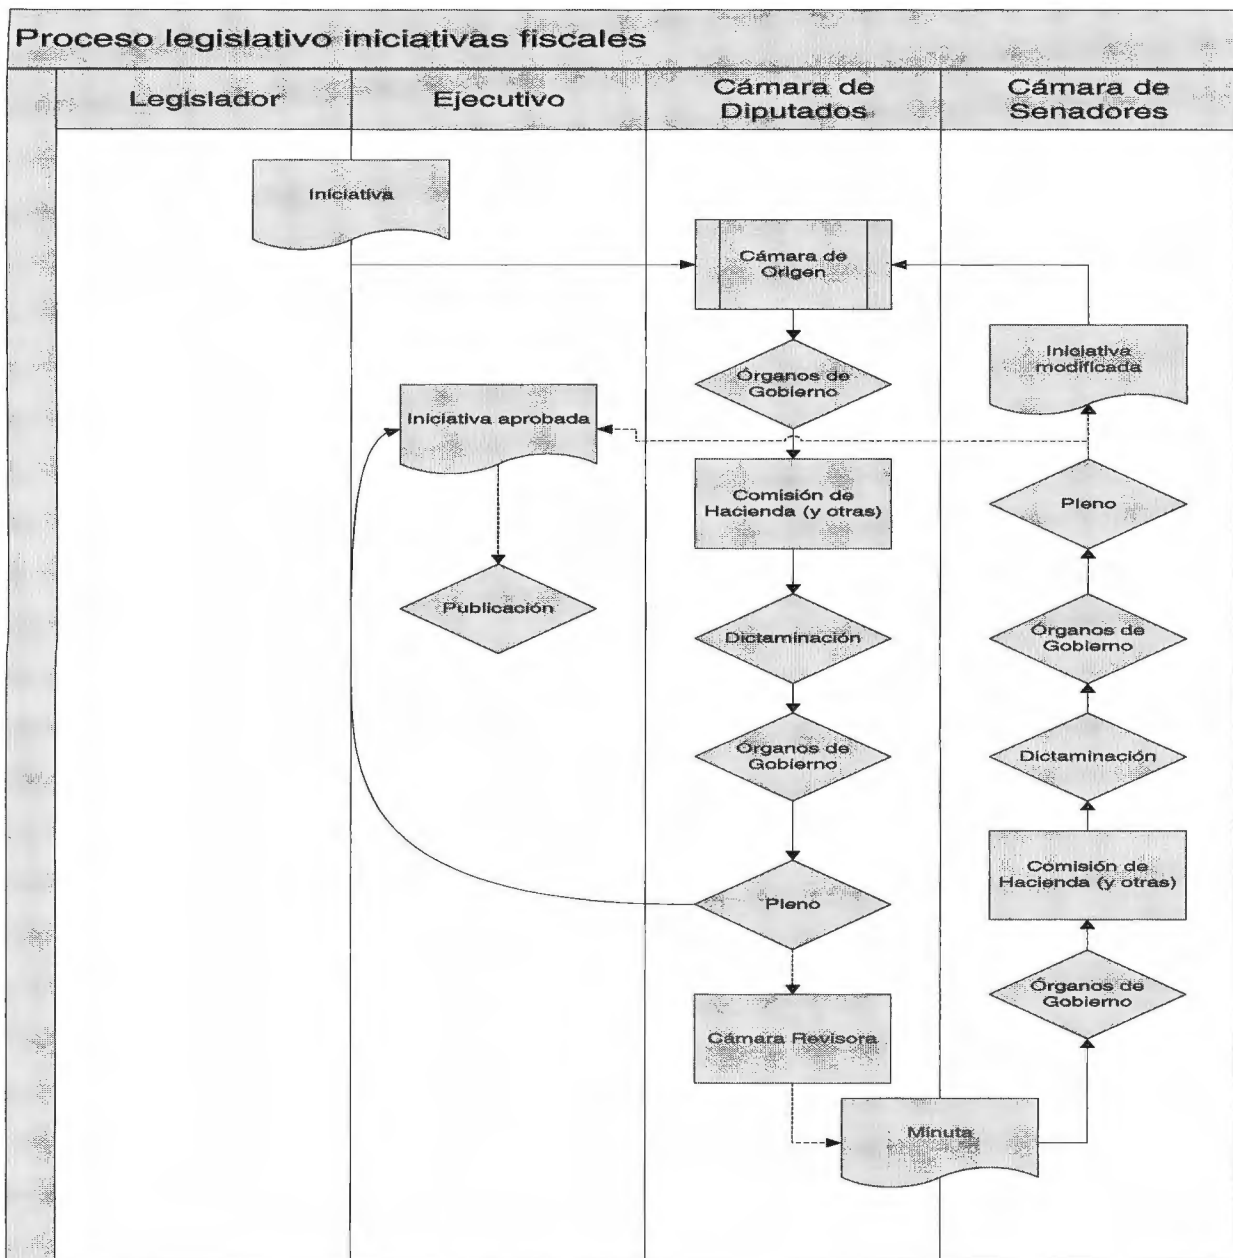 Proceso legislativo iniciativas fiscales
Legislador
Ejecutivo
Cámara de
Diputados
Cámara de
Senadores
Iniciativa
Cámara de
Origen
Órganos de
Gobierno
Comisión de
Hacienda (y otras)
Dictaminación
Órganos de
Gobierno
Pleno
Cámara Revisora
Minuta
Iniciativa aprobada
Publicación
Iniciativa
modificada
Pleno
Órganos de
Gobierno
Dictaminación
Comisión de
Hacienda (y otras)
Órganos de
Gobierno